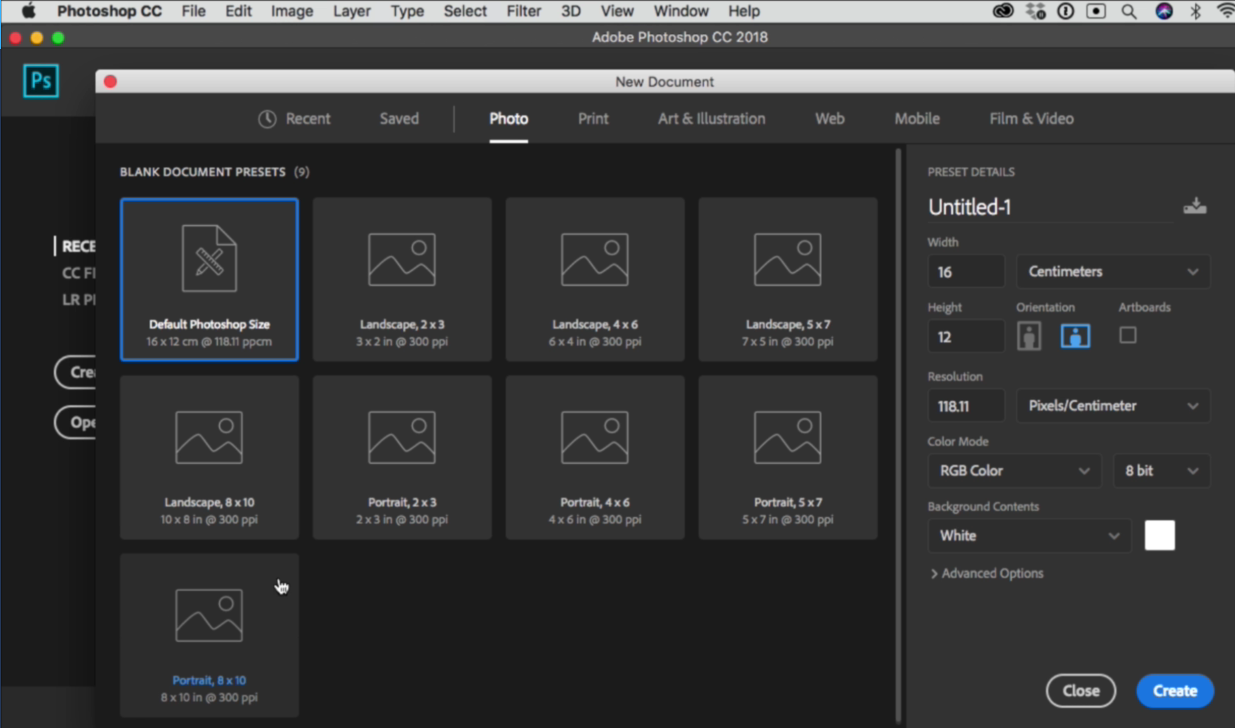 Photoshop CC File Edit Image Layer Type Select Filter 3D View Window Help
Adobe Photoshop CC 2018
Ps
New Document
Recent Saved Photo Print Art & Illustration Web Mobile Film & Video
BLANK DOCUMENT PRESETS (9)
Default Photoshop Size
16 x 12 cm @ 118.11 ppcm
Landscape, 2 x 3
3 x 2 in @ 300 ppi
Landscape, 4 x 6
6 x 4 in @ 300 ppi
Landscape, 5 x 7
7 x 5 in @ 300 ppi
Landscape, 8 x 10
10 x 8 in @ 300 ppi
Portrait, 2 x 3
2 x 3 in @ 300 ppi
Portrait, 4 x 6
4 x 6 in @ 300 ppi
Portrait, 5 x 7
5 x 7 in @ 300 ppi
Portrait, 8 x 10
8 x 10 in @ 300 ppi
RECE
CC FI
LR PI
Crea
Ope
PRESET DETAILS
Untitled-1
Width
16 Centimeters
Height Orientation Artboards
12
Resolution
118.11 Pixels/Centimeter
Color Mode
RGB Color 8 bit
Background Contents
White
Advanced Options
Close Create